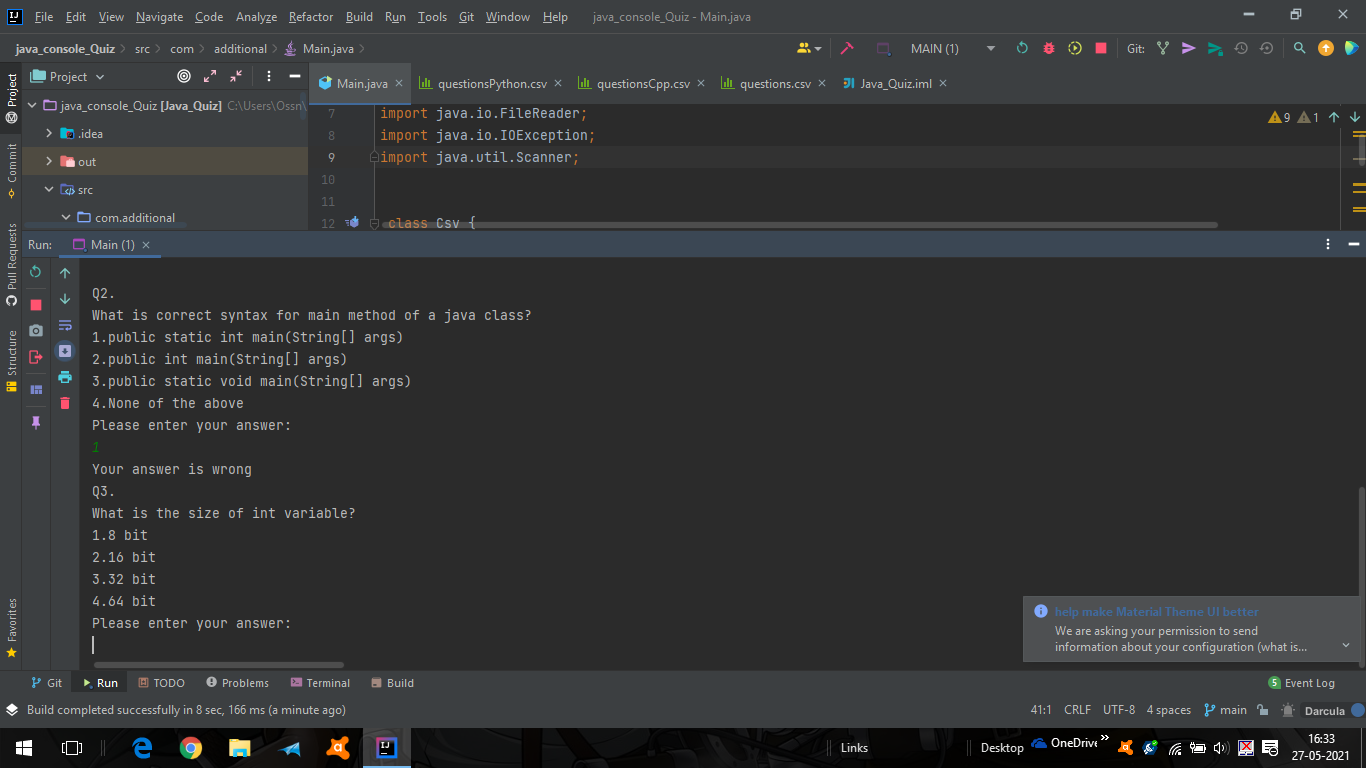 File Edit View Navigate Code Analyze Refactor Build Run Tools Git Window Help java_console_Quiz - Main.java
java_console_Quiz src com additional Main.java MAIN (1) Git:
Project
Main.java questionsPython.csv questionsCpp.csv questions.csv Java_Quiz.iml
java_console_Quiz [Java_Quiz] C:\Users\Ossn\
.idea
out
src
com.additional
7 import java.io.FileReader;
8 import java.io.IOException;
9 import java.util.Scanner;
10
11
12 class Csv {
9 1
Project
Commit
Pull Requests
Structure
Favorites
Run: Main (1)
Q2.
What is correct syntax for main method of a java class?
1.public static int main(String[] args)
2.public int main(String[] args)
3.public static void main(String[] args)
4.None of the above
Please enter your answer:
1
Your answer is wrong
Q3.
What is the size of int variable?
1.8 bit
2.16 bit
3.32 bit
4.64 bit
Please enter your answer:
help make Material Theme UI better
We are asking your permission to send
information about your configuration (what is...
Git Run TODO Problems Terminal Build 5 Event Log
Build completed successfully in 8 sec, 166 ms (a minute ago) 41:1 CRLF UTF-8 4 spaces main Darcula
Links Desktop OneDrive 16:33
27-05-2021